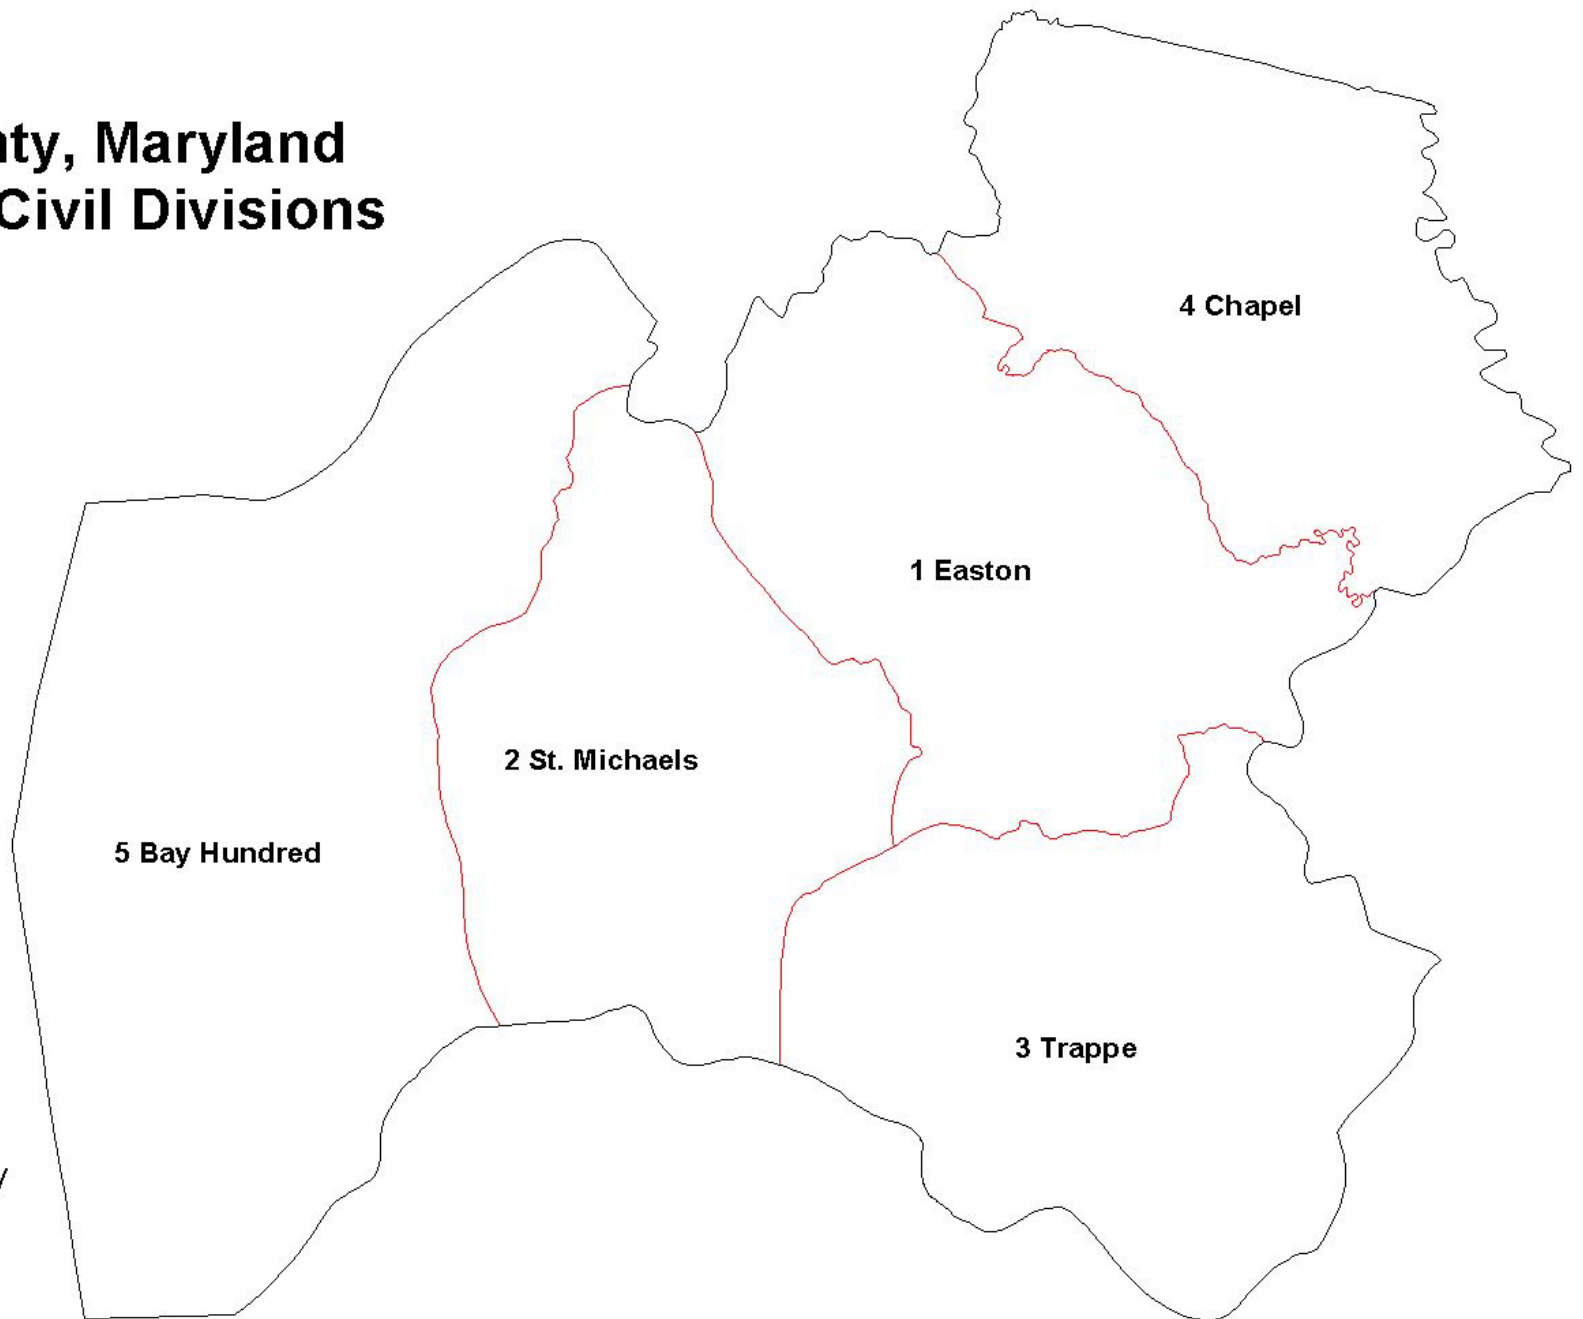 nty, Maryland
Civil Divisions
4 Chapel
1 Easton
2 St. Michaels
5 Bay Hundred
3 Trappe